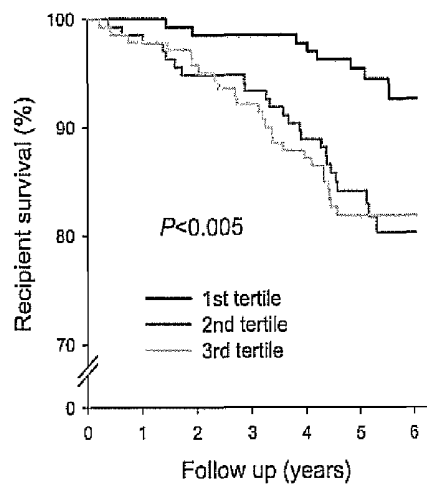 Recipient survival (%)
100
90
80
70
0
P<0.005
1st tertile
2nd tertile
3rd tertile
0 1 2 3 4 5 6
Follow up (years)